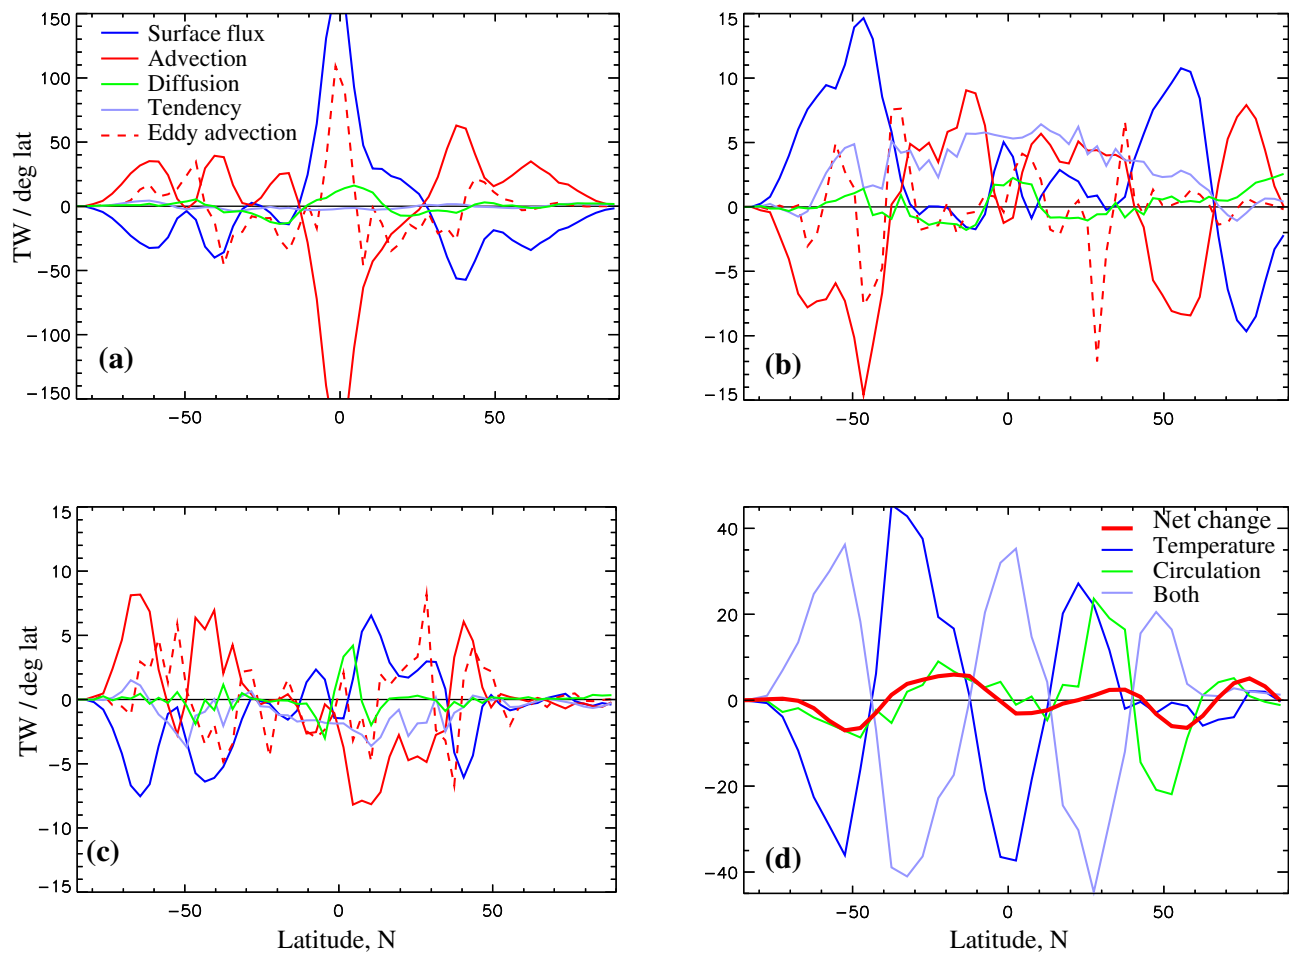 150
100
50
0
−50
−100
−150
TW / deg lat
Surface flux
Advection
Diffusion
Tendency
Eddy advection
(a)
−50
0
50
15
10
5
0
−5
−10
−15
(b)
−50
0
50
15
10
5
0
−5
−10
−15
TW / deg lat
(c)
−50
0
50
Latitude, N
40
20
0
−20
−40
Net change
Temperature
Circulation
Both
(d)
−50
0
50
Latitude, N